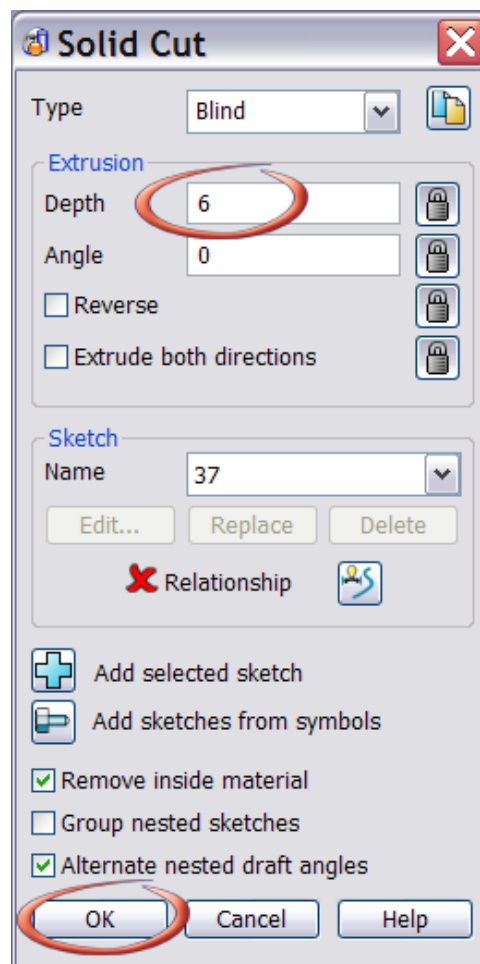 Solid Cut
Type Blind
Extrusion
Depth 6
Angle 0
Reverse
Extrude both directions
Sketch
Name 37
Edit... Replace Delete
Relationship
Add selected sketch
Add sketches from symbols
Remove inside material
Group nested sketches
Alternate nested draft angles
OK Cancel Help